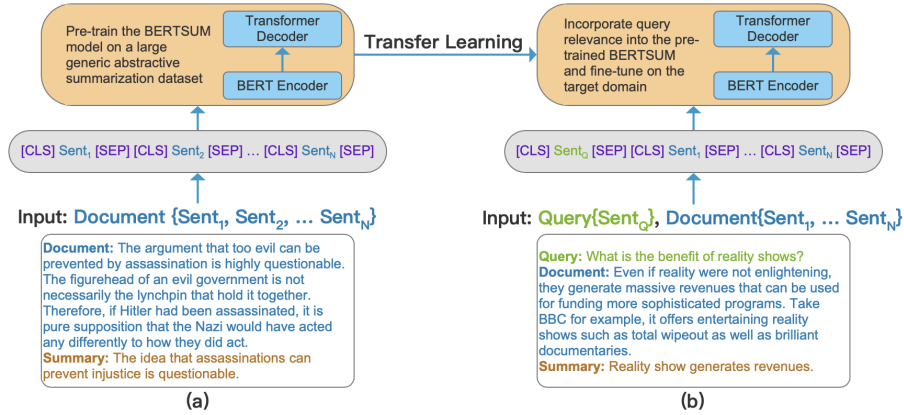 Pre-train the BERTSUM
model on a large
generic abstractive
summarization dataset
Transformer
Decoder
BERT Encoder
Transfer Learning
Incorporate query
relevance into the pre-
trained BERTSUM
and fine-tune on the
target domain
Transformer
Decoder
BERT Encoder
[CLS] Sent1 [SEP] [CLS] Sent2 [SEP] ... [CLS] SentN [SEP]
[CLS] SentQ [SEP] [CLS] Sent1 [SEP] ... [CLS] SentN [SEP]
Input: Document {Sent1, Sent2, ... SentN}
Input: Query{SentQ}, Document{Sent1, ... SentN}
Document: The argument that too evil can be
prevented by assassination is highly questionable.
The figurehead of an evil government is not
necessarily the lynchpin that hold it together.
Therefore, if Hitler had been assassinated, it is
pure supposition that the Nazi would have acted
any differently to how they did act.
Summary: The idea that assassinations can
prevent injustice is questionable.
Query: What is the benefit of reality shows?
Document: Even if reality were not enlightening,
they generate massive revenues that can be used
for funding more sophisticated programs. Take
BBC for example, it offers entertaining reality
shows such as total wipeout as well as brilliant
documentaries.
Summary: Reality show generates revenues.
(a)
(b)